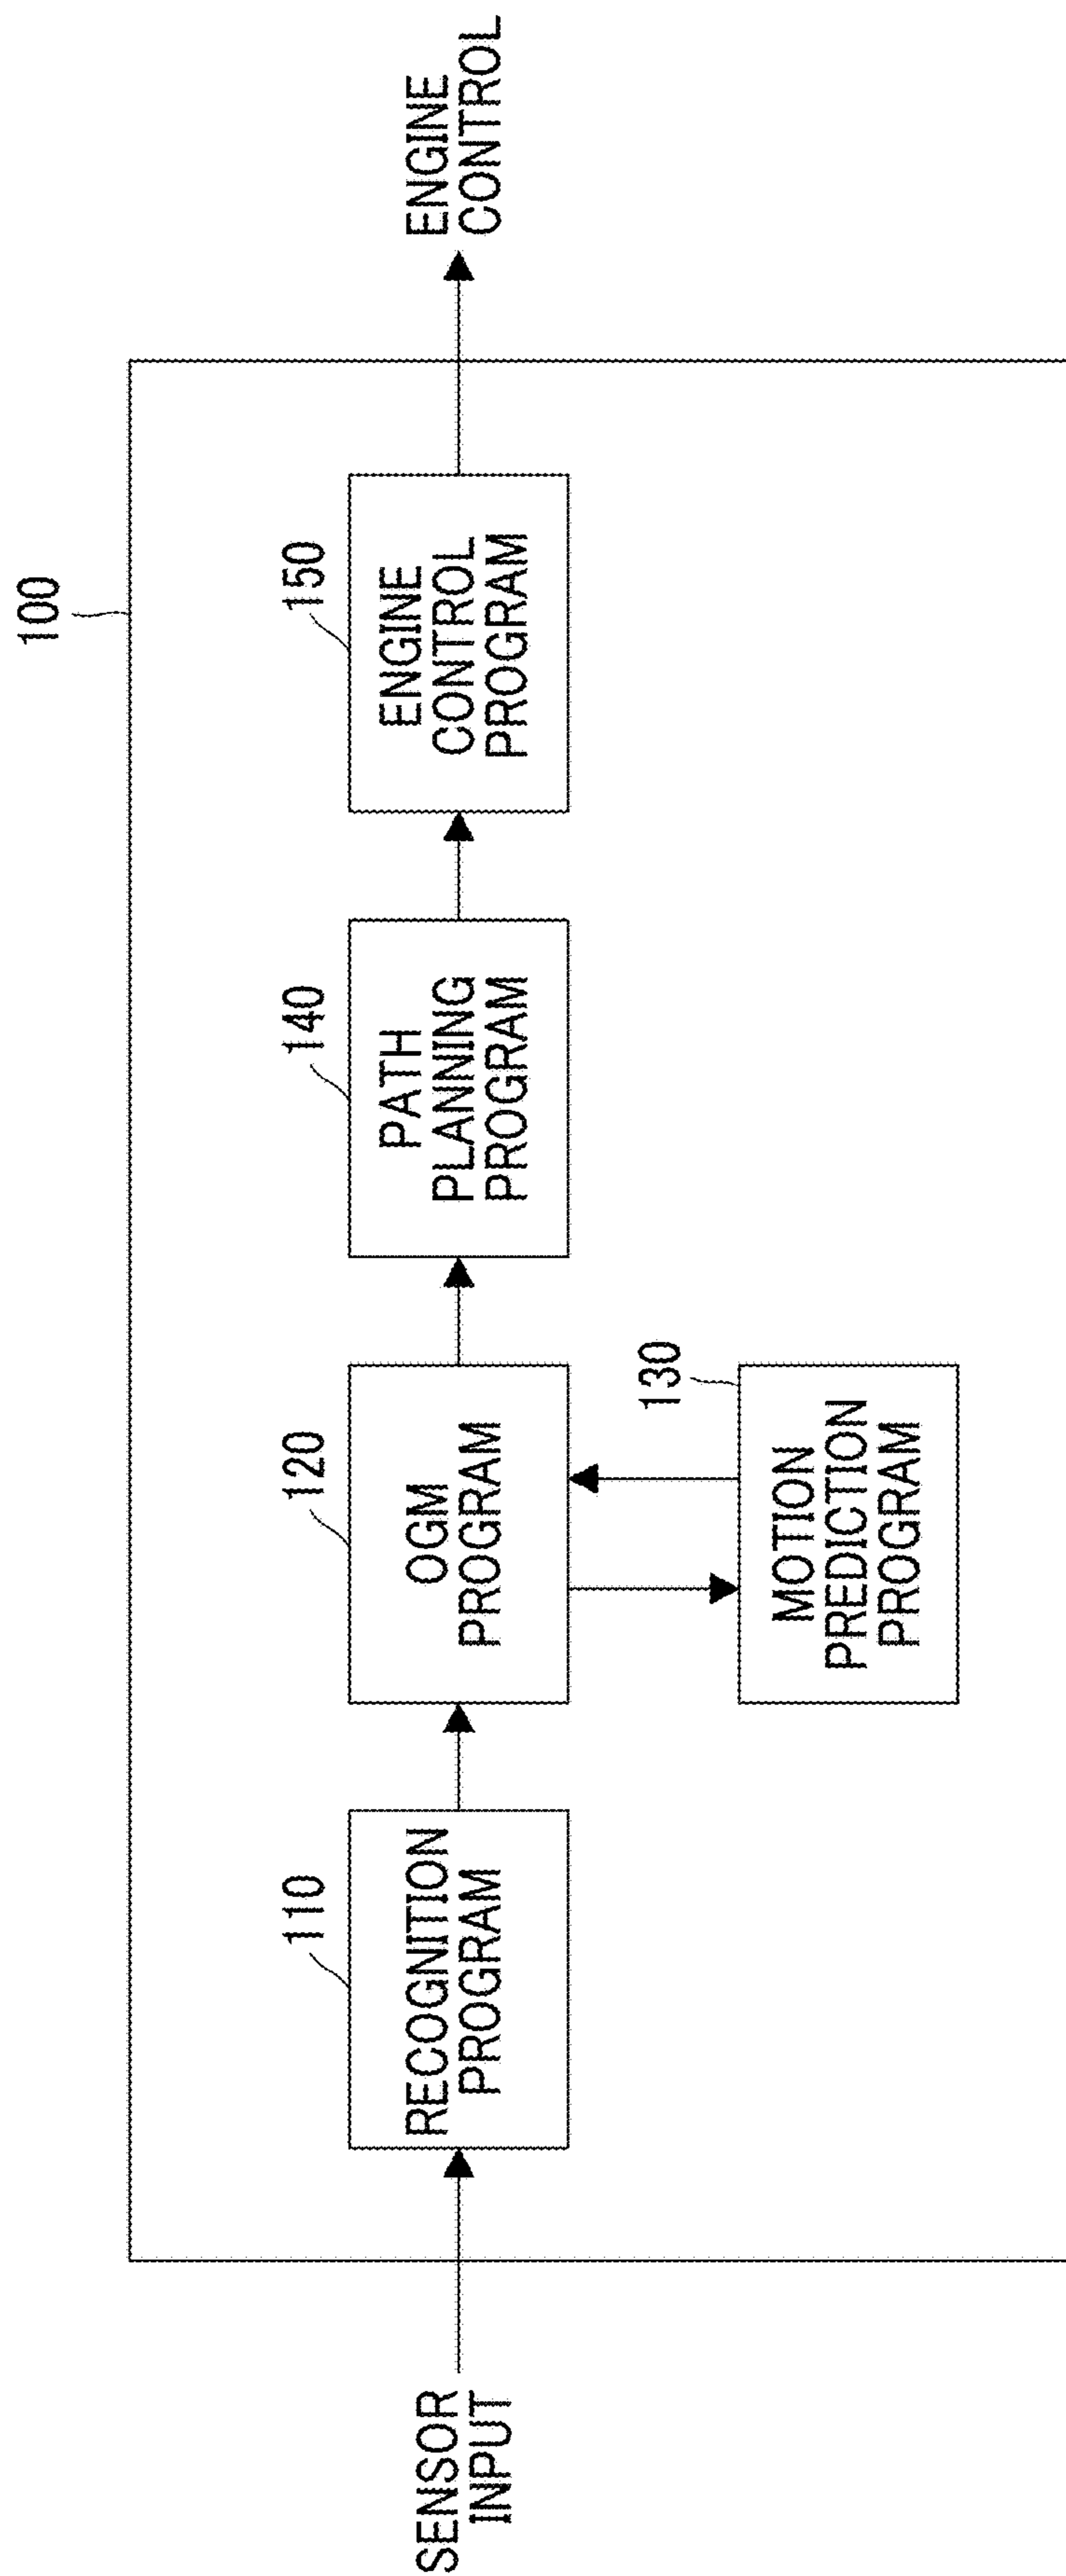 100
SENSOR
INPUT
110
RECOGNITION
PROGRAM
120
OGM
PROGRAM
130
MOTION
PREDICTION
PROGRAM
140
PATH
PLANNING
PROGRAM
150
ENGINE
CONTROL
PROGRAM
ENGINE
CONTROL